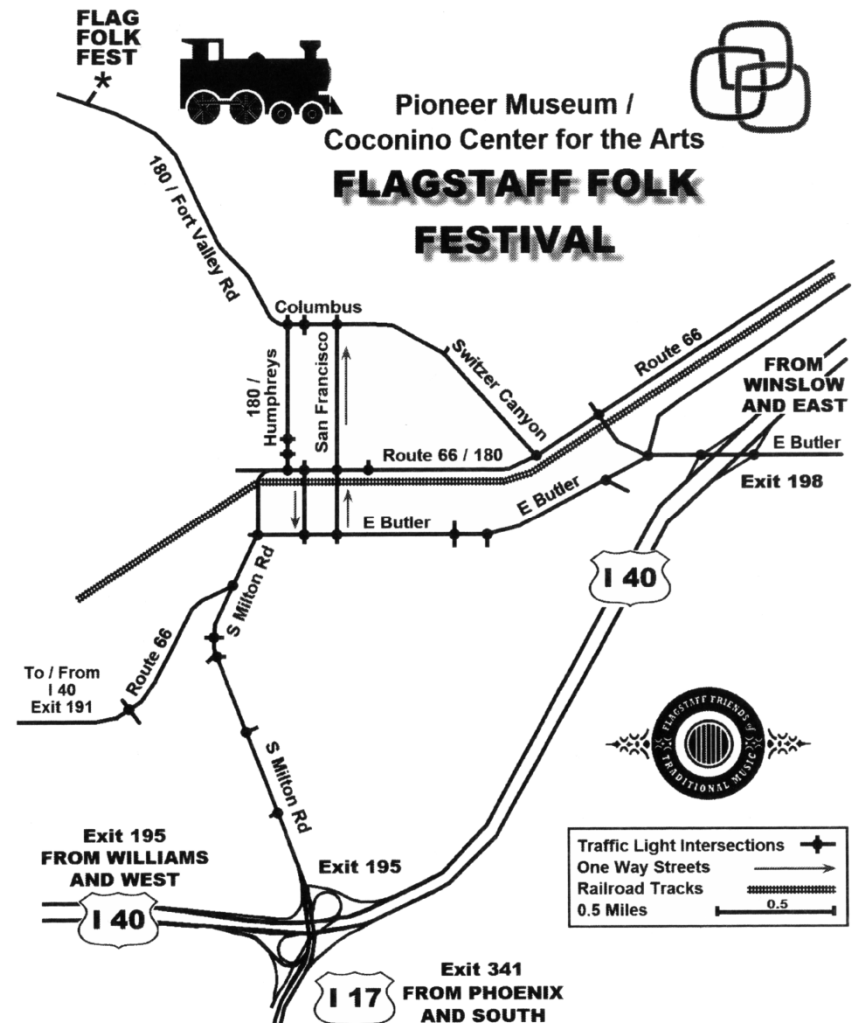 FLAG
FOLK
FEST
*
Pioneer Museum /
Coconino Center for the Arts
FLAGSTAFF FOLK
FESTIVAL
180 / Fort Valley Rd
Columbus
180 /
Humphreys
San Francisco
Switzer Canyon
Route 66
FROM
WINSLOW
AND EAST
Route 66 / 180
E Butler
Exit 198
E Butler
E Butler
I 40
S Milton Rd
Route 66
To / From
I 40
Exit 191
S Milton Rd
FLAGSTAFF FRIENDS of
TRADITIONAL MUSIC
Exit 195
FROM WILLIAMS
AND WEST
I 40
Exit 195
Traffic Light Intersections
One Way Streets
Railroad Tracks
0.5 Miles
0.5
I 17
Exit 341
FROM PHOENIX
AND SOUTH